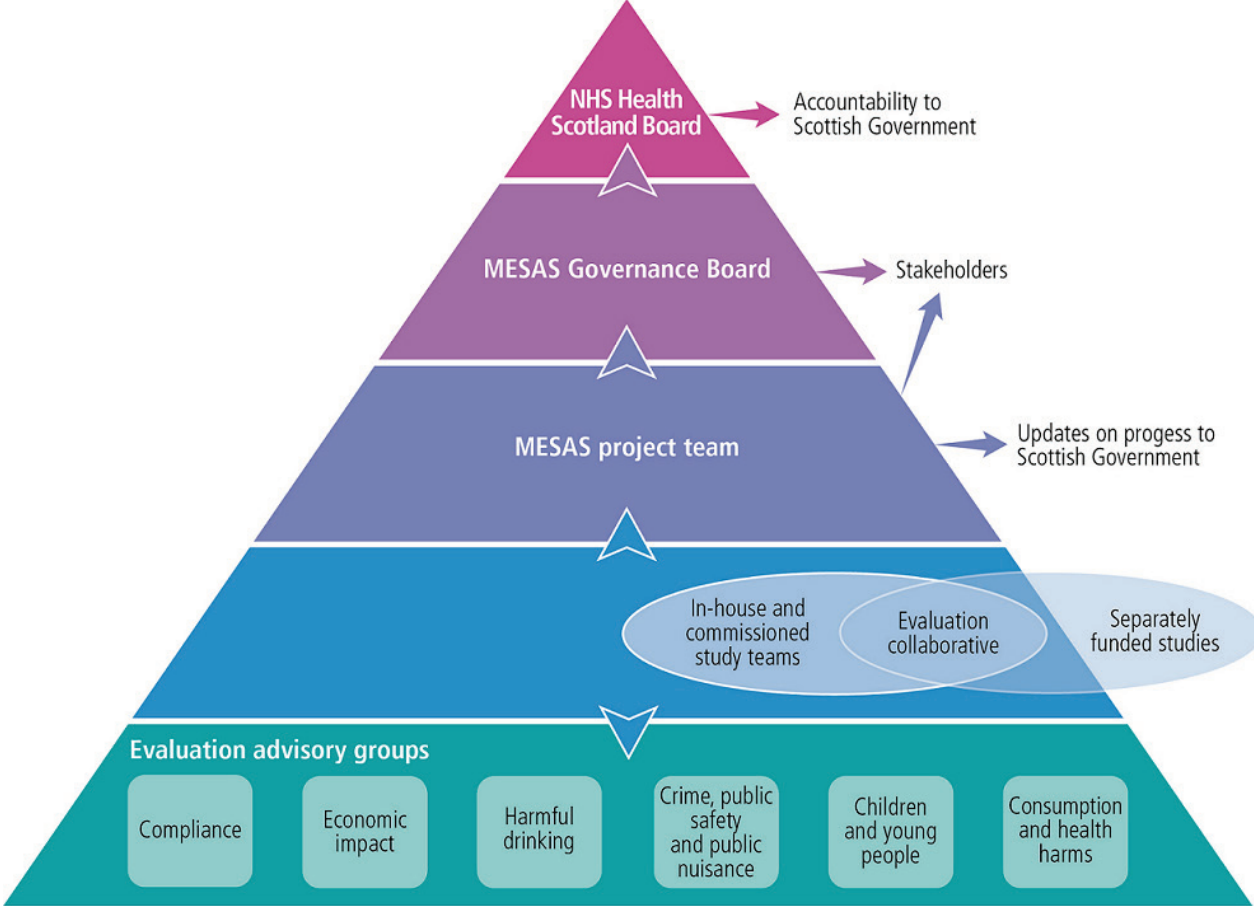 NHS Health
Scotland Board
Accountability to
Scottish Government
MESAS Governance Board
Stakeholders
MESAS project team
Updates on progess to
Scottish Government
In-house and
commissioned
study teams
Evaluation
collaborative
Separately
funded studies
Evaluation advisory groups
Compliance
Economic
impact
Harmful
drinking
Crime, public
safety
and public
nuisance
Children
and young
people
Consumption
and health
harms